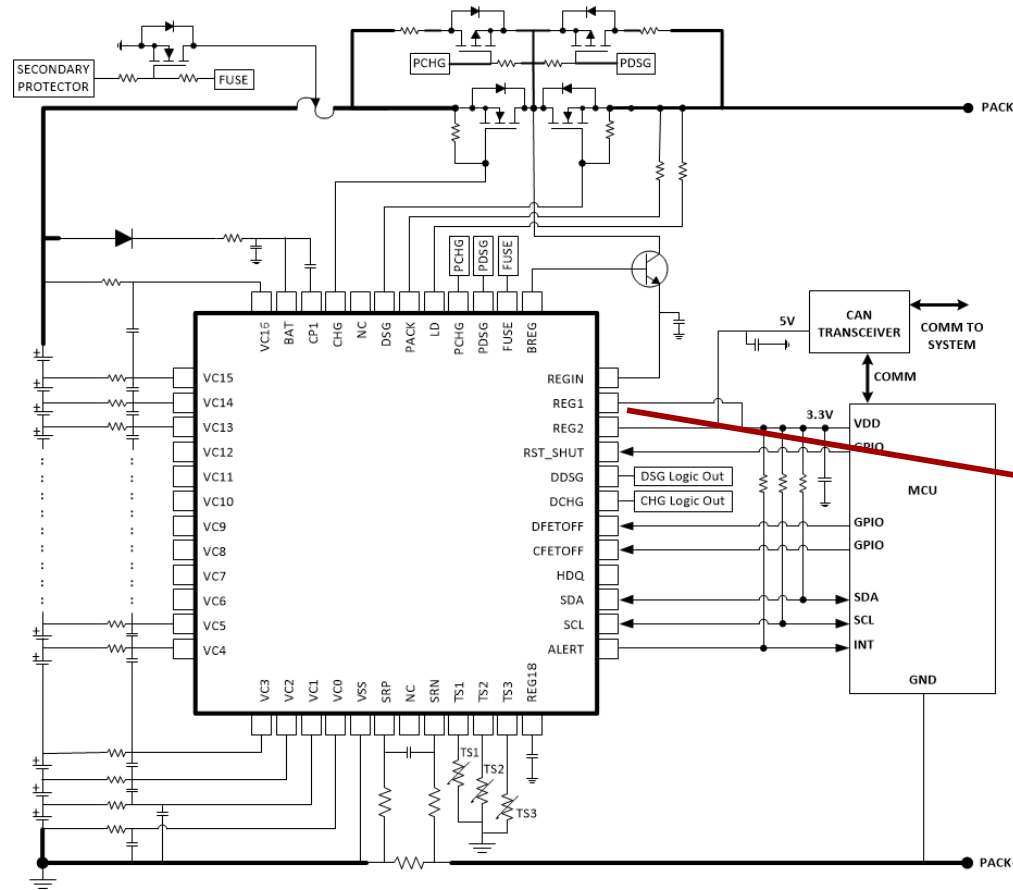 PCHG
PDSG
SECONDARY
PROTECTOR
FUSE
PACK
PCHG
PDSG
FUSE
VC16
BAT
CP1
CHG
NC
DSG
PACK
LD
PCHG
PDSG
FUSE
BREG
5V
CAN
TRANSCEIVER
COMM TO
SYSTEM
COMM
3.3V
VC15
VC14
VC13
VC12
VC11
VC10
VC9
VC8
VC7
VC6
VC5
VC4
REGIN
REG1
REG2
RST_SHUT
DDSG
DCHG
DFETOFF
CFETOFF
HDQ
SDA
SCL
ALERT
DSG Logic Out
CHG Logic Out
VDD
GPIO
MCU
GPIO
GPIO
SDA
SCL
INT
GND
VC3
VC2
VC1
VC0
VSS
SRP
NC
SRN
TS1
TS2
TS3
REG18
TS1
TS2
TS3
PACK-